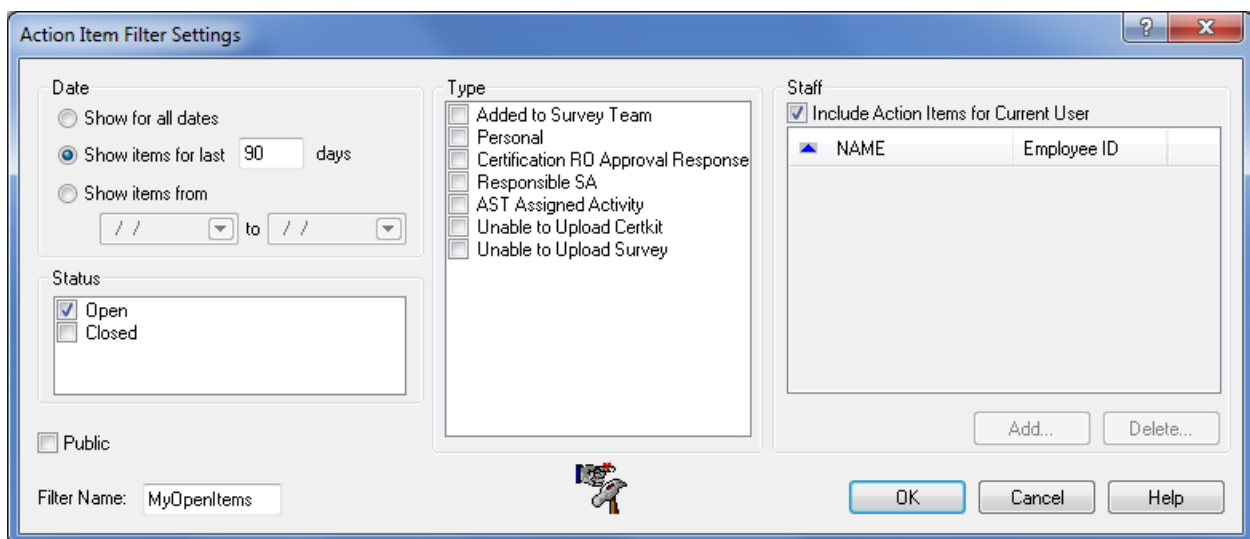 Action Item Filter Settings
Date
Show for all dates
Show items for last 90 days
Show items from
/ / to / /
Status
Open
Closed
Public
Filter Name: MyOpenItems
Type
Added to Survey Team
Personal
Certification RO Approval Response
Responsible SA
AST Assigned Activity
Unable to Upload Certkit
Unable to Upload Survey
Staff
Include Action Items for Current User
NAME Employee ID
Add... Delete...
OK Cancel Help